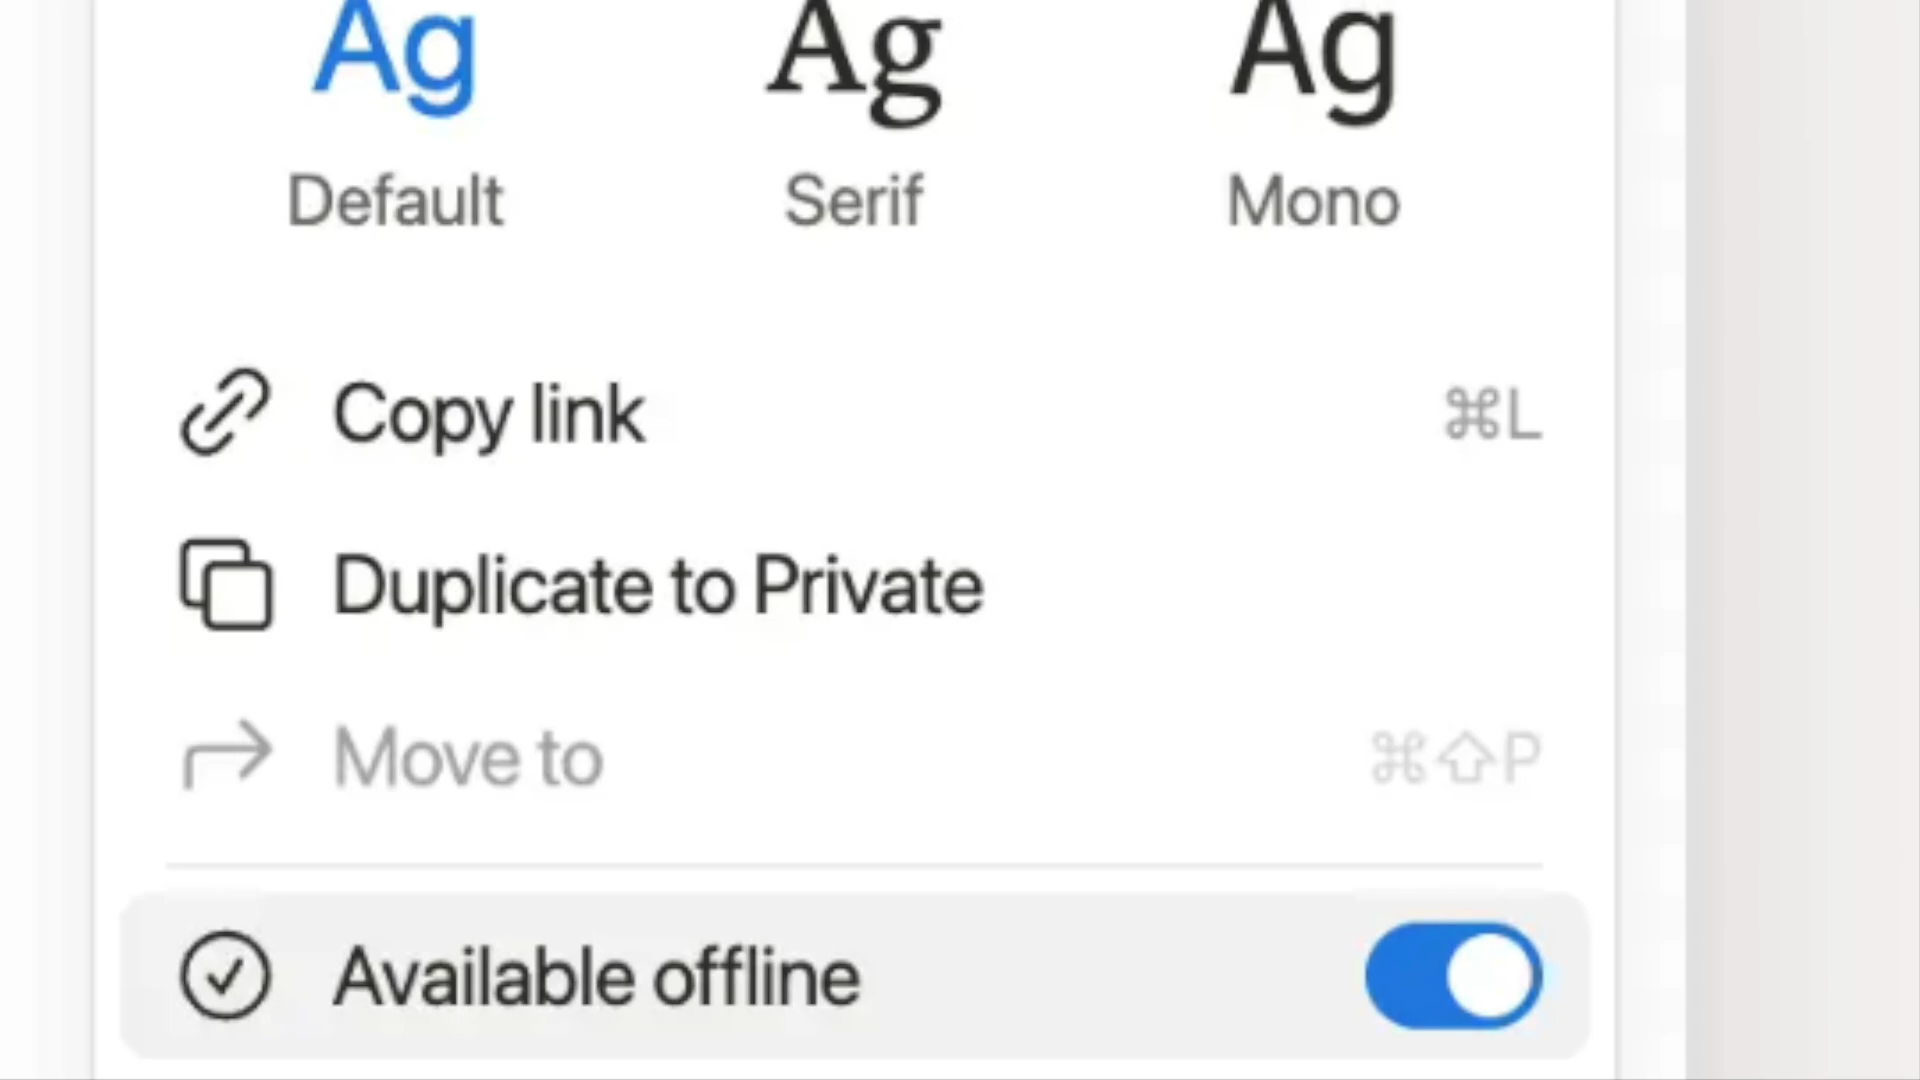 Ag Ag Ag
Default Serif Mono
Copy link ⌘L
Duplicate to Private
Move to ⌘⇧P
Available offline